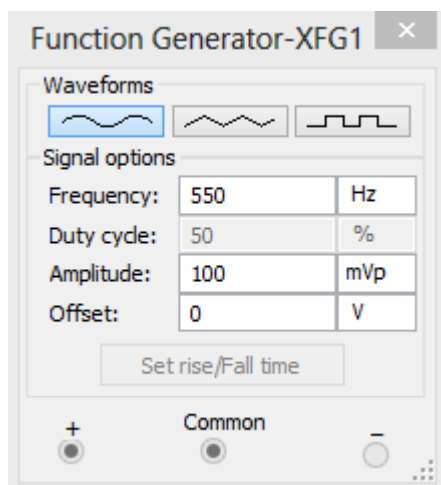 Function Generator-XFG1 ×
Waveforms
Signal options
Frequency: 550 Hz
Duty cycle: 50 %
Amplitude: 100 mVp
Offset: 0 V
Set rise/Fall time
+ Common −